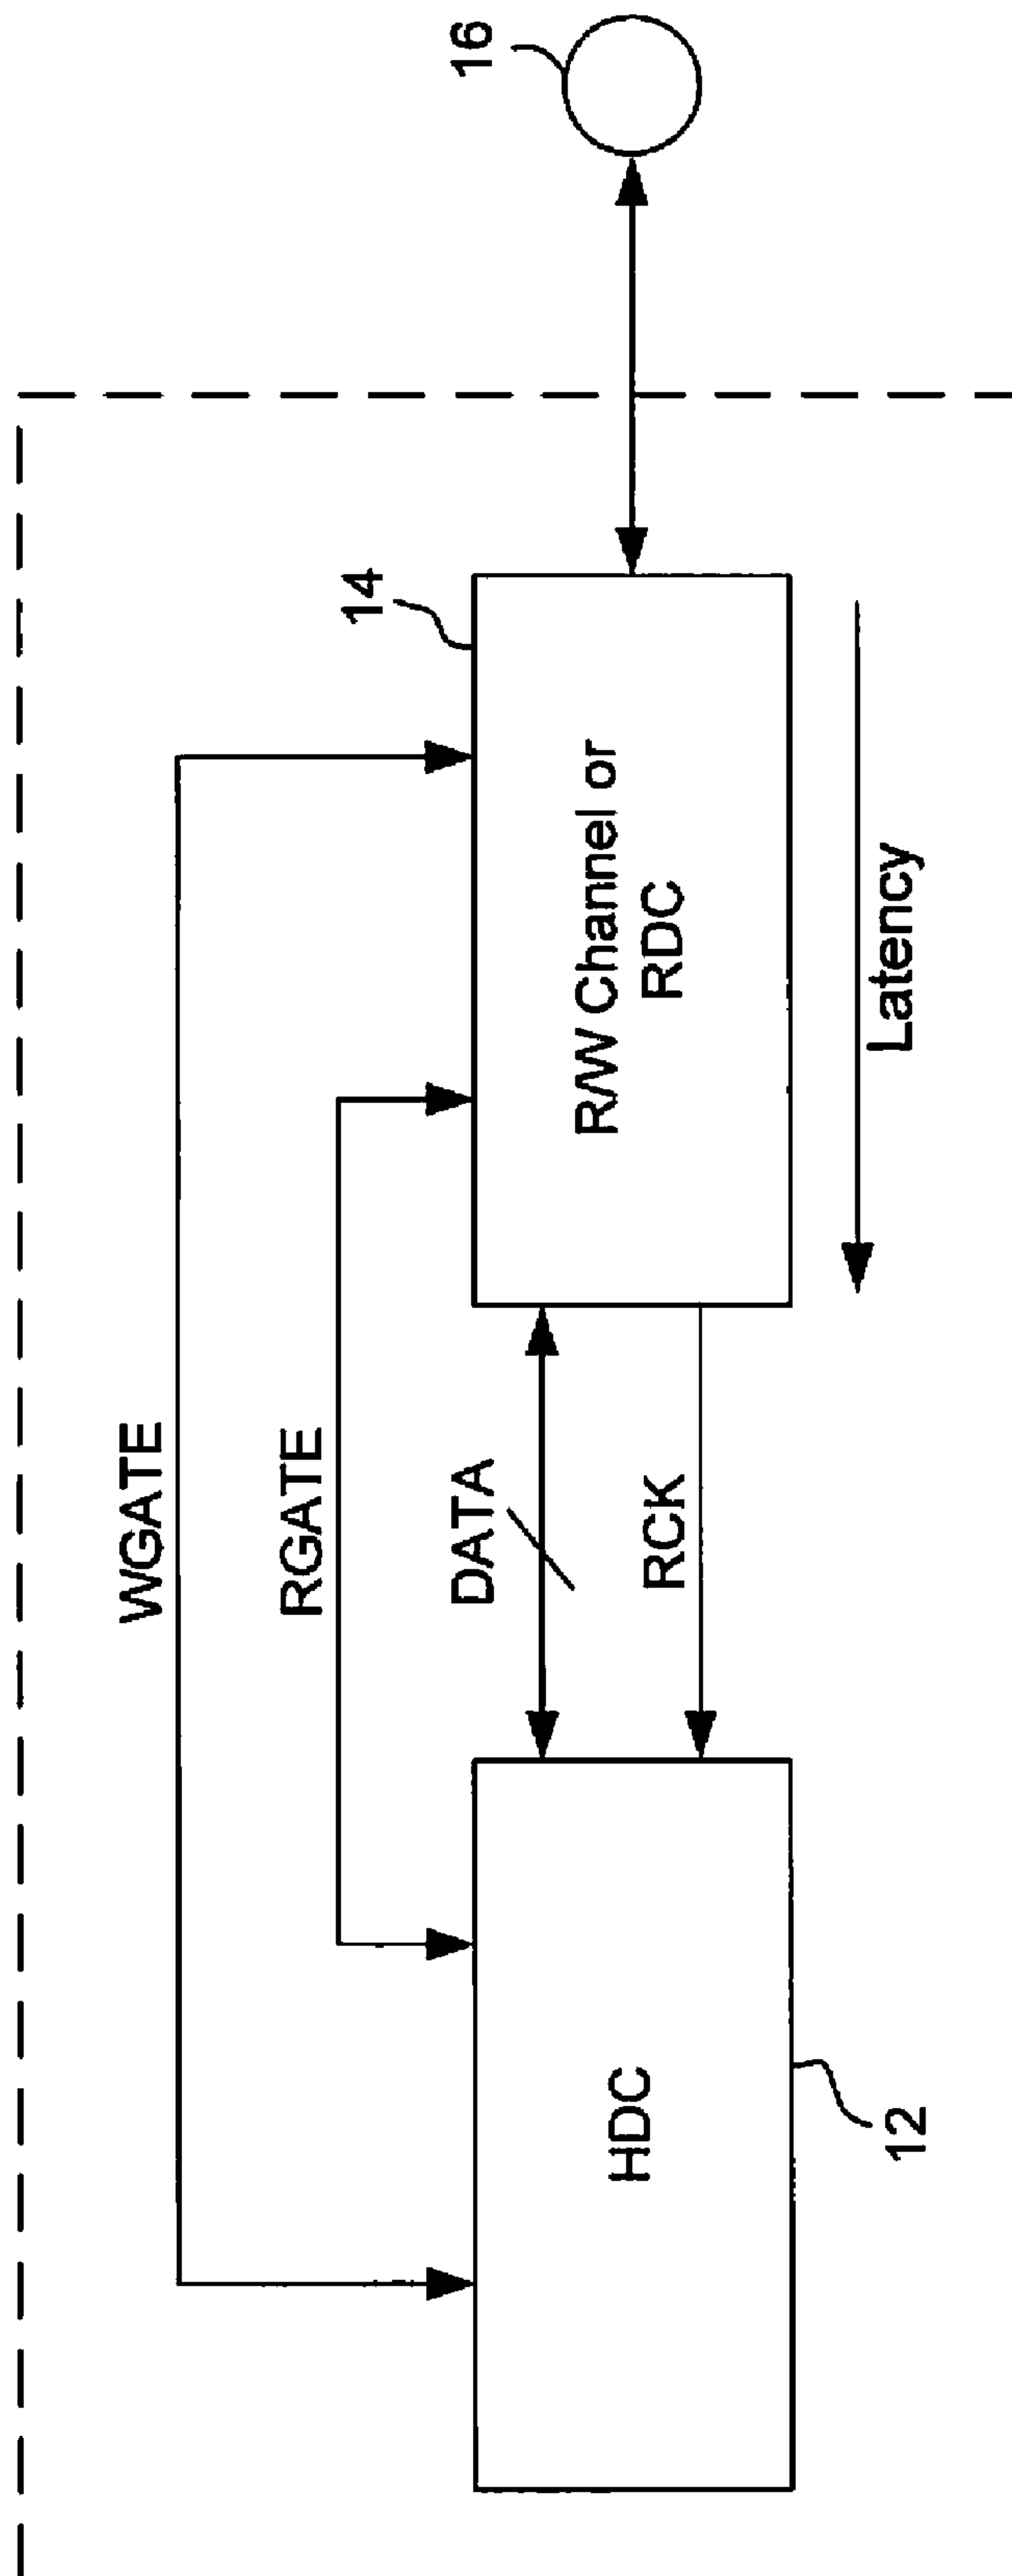 WGATE
RGATE
DATA
RCK
HDC
12
R/W Channel or
RDC
14
16
Latency